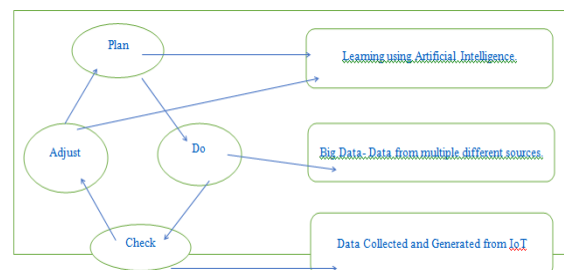 Plan
Learning using Artificial Intelligence
Adjust
Do
Big Data- Data from multiple different sources
Check
Data Collected and Generated from IoT